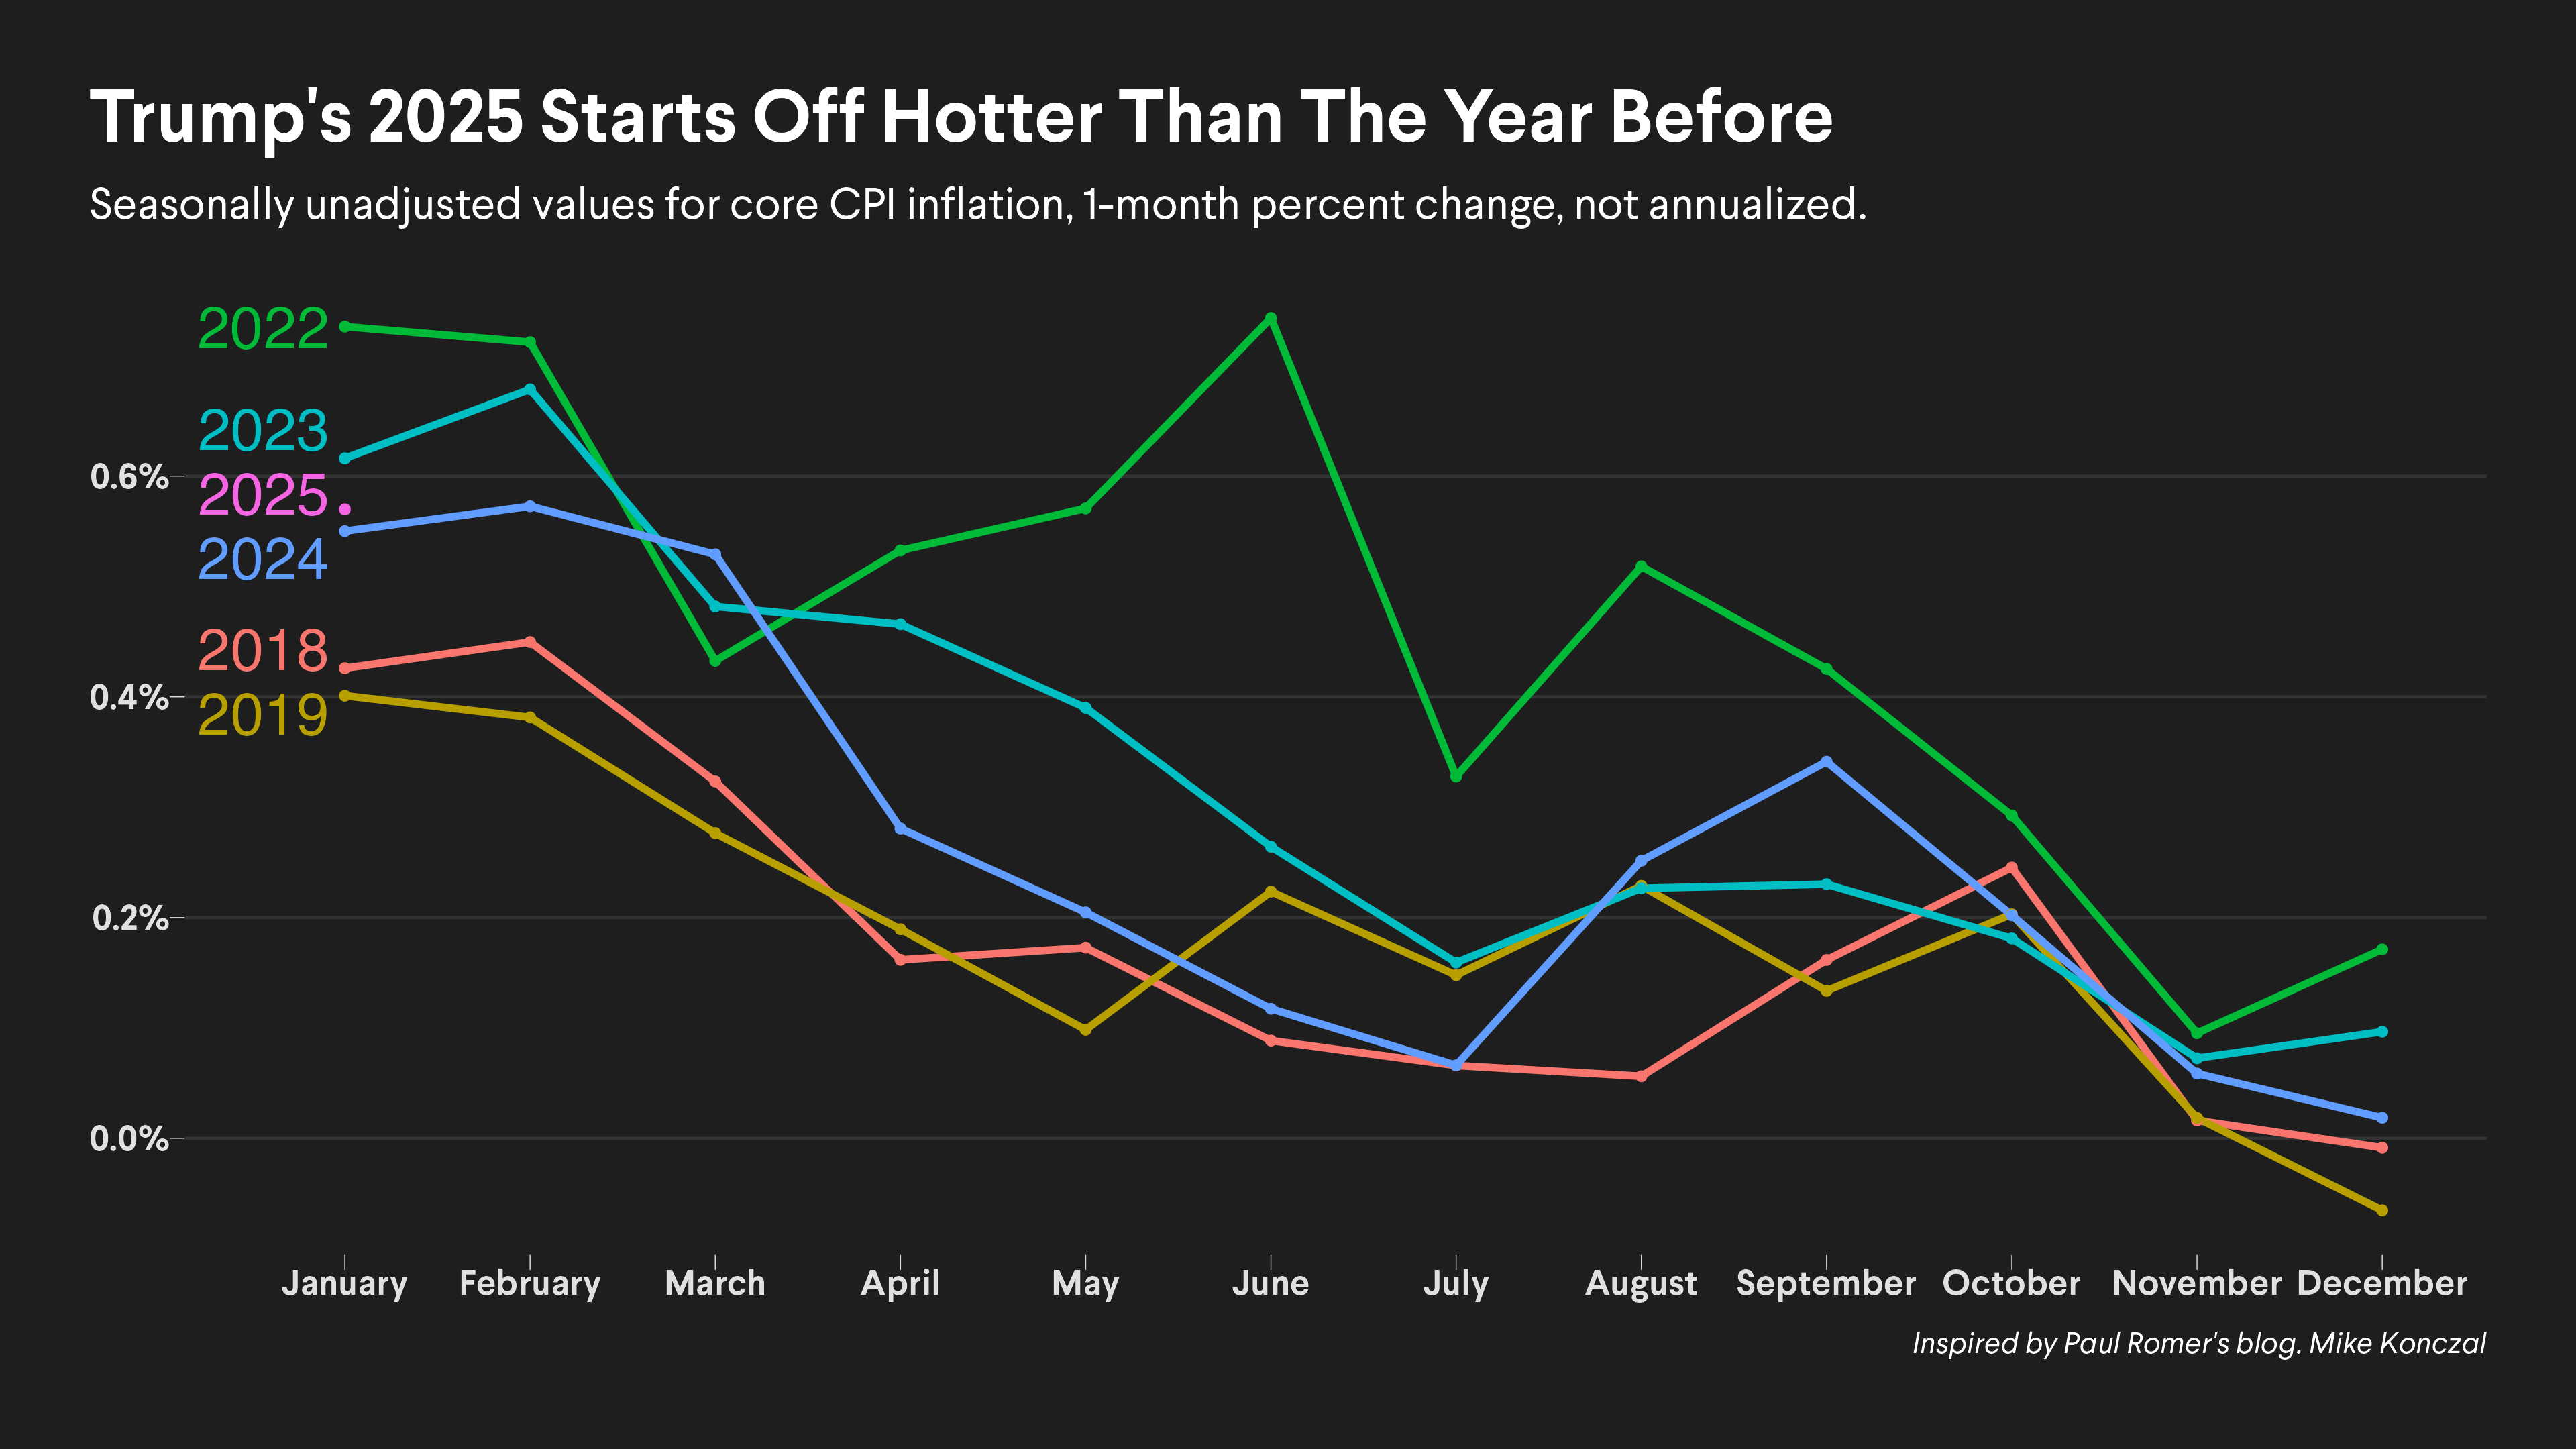 Trump's 2025 Starts Off Hotter Than The Year Before
Seasonally unadjusted values for core CPI inflation, 1-month percent change, not annualized.
2022
2023
0.6%
2025
2024
2018
0.4%
2019
0.2%
0.0%
January February March April May June July August September October November December
Inspired by Paul Romer's blog. Mike Konczal